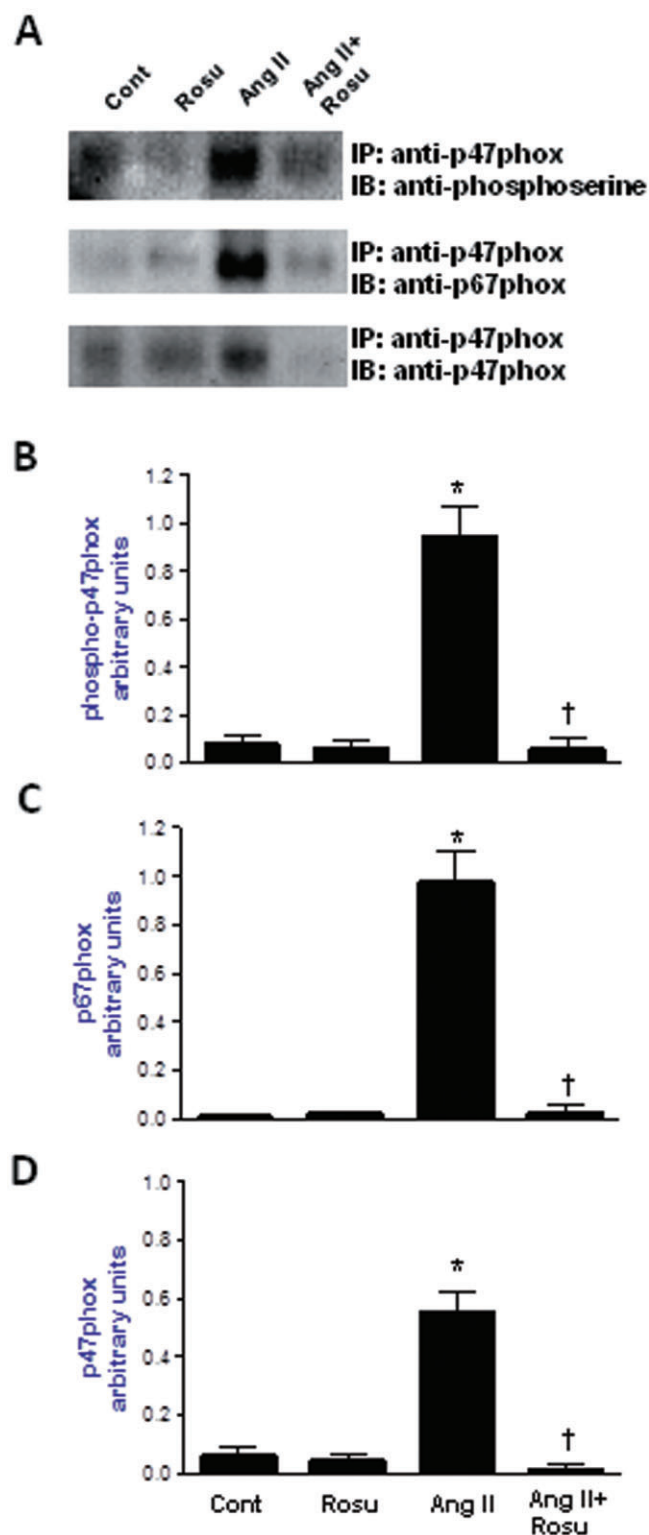 A
Cont Rosu Ang II Ang II+
Rosu
IP: anti-p47phox
IB: anti-phosphoserine
IP: anti-p47phox
IB: anti-p67phox
IP: anti-p47phox
IB: anti-p47phox
B
phospho-p47phox
arbitrary units
1.2
1.0
0.8
0.6
0.4
0.2
0.0
*
†
C
p67phox
arbitrary units
1.2
1.0
0.8
0.6
0.4
0.2
0.0
*
†
D
p47phox
arbitrary units
1.0
0.8
0.6
0.4
0.2
0.0
*
†
Cont Rosu Ang II Ang II+
Rosu